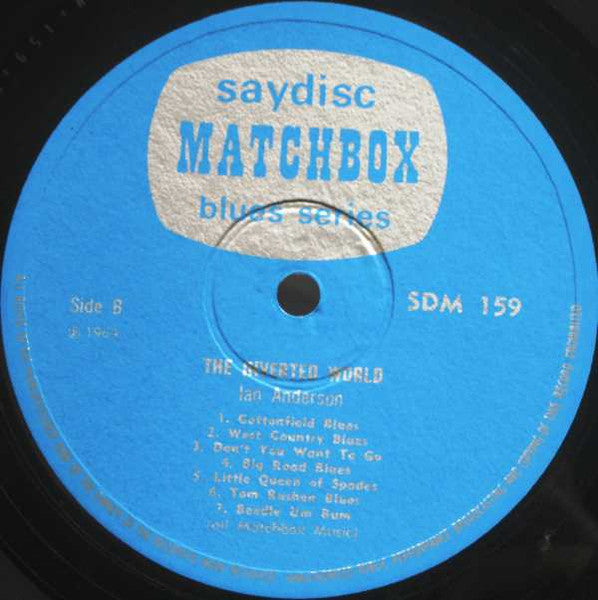 saydisc
MATCHBOX
blues series
Side B
SDM 159
℗ 1969
THE INVERTED WORLD
Ian Anderson
1. Cottonfield Blues
2. West Country Blues
3. Don't You Want To Go
4. Big Road Blues
5. Little Queen of Spades
6. Tom Rushen Blues
7. Beedle Um Bum
(all Matchbox Music)